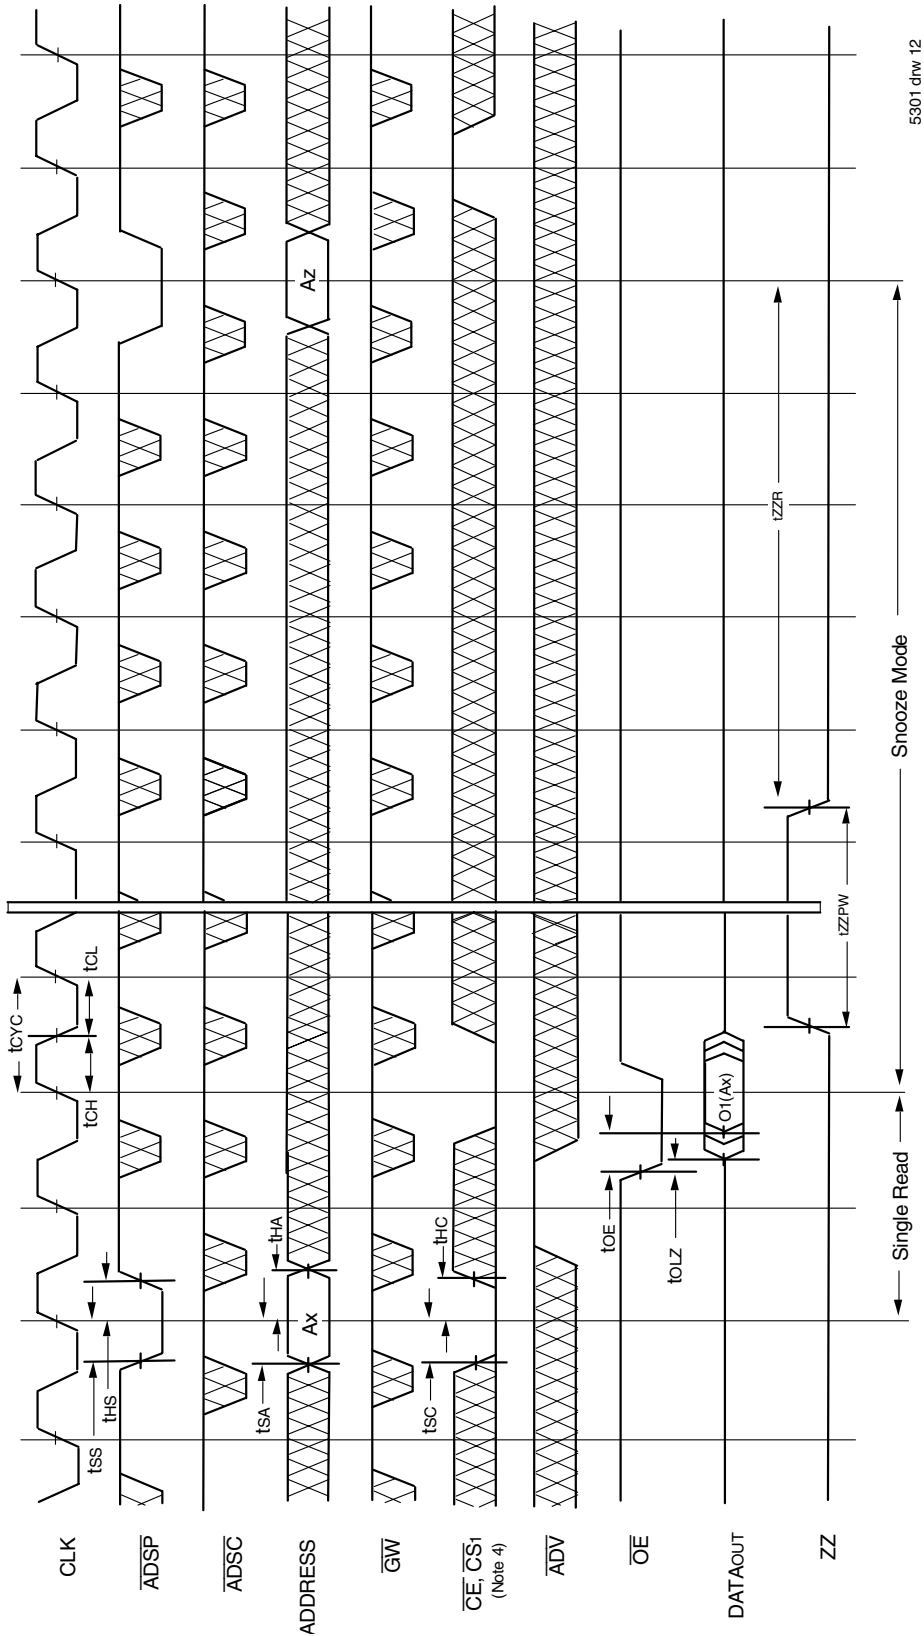 CLK
tCYC
tSS
tHS
tCH
tCL
ADSP
ADSC
ADDRESS
tSA
tHA
Ax
Az
GW
CE, CS1
(Note 4)
tSC
tHC
ADV
OE
tOE
tOLZ
DATAOUT
O1(Ax)
ZZ
tZZPW
tZZR
Single Read
Snooze Mode
5301 drw 12